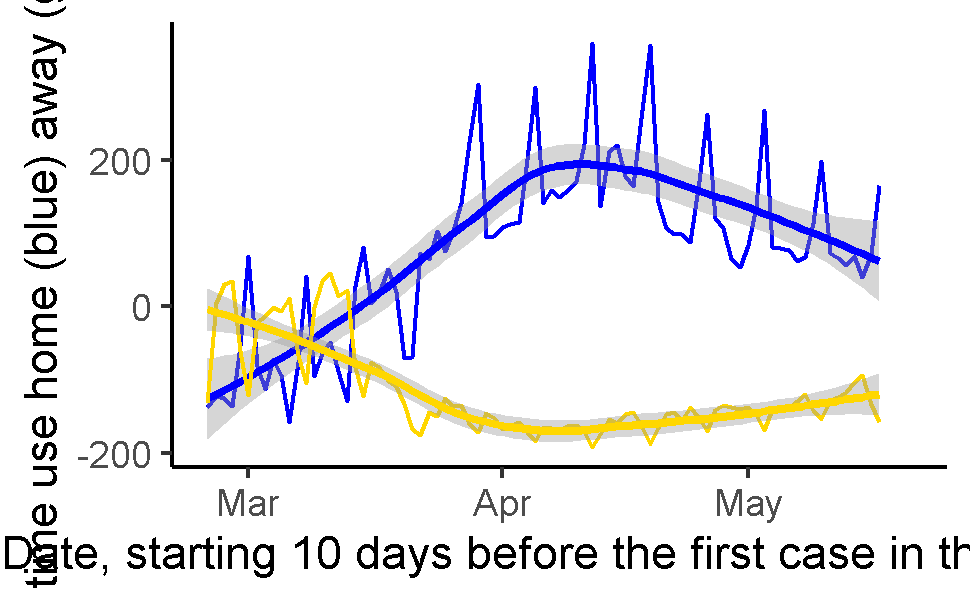 time use home (blue) away (
200
0
-200
Mar Apr May
Date, starting 10 days before the first case in th